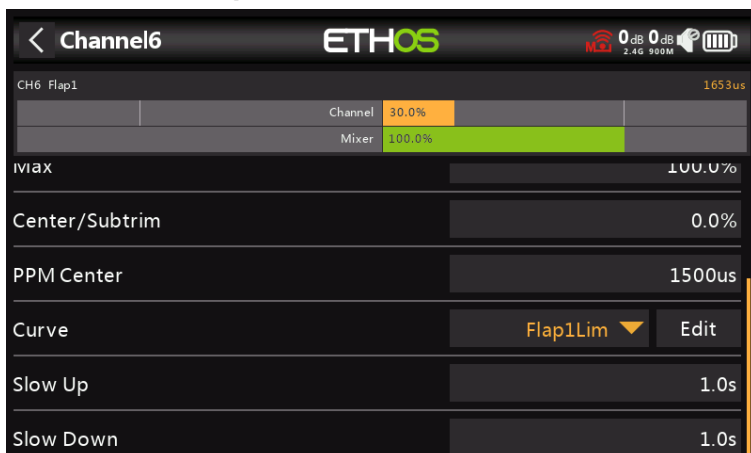 Channel6 ETHOS 0dB 0dB
2.4G 900M
CH6 Flap1 1653us
Channel 30.0%
Mixer 100.0%
Max 100.0%
Center/Subtrim 0.0%
PPM Center 1500us
Curve Flap1Lim Edit
Slow Up 1.0s
Slow Down 1.0s